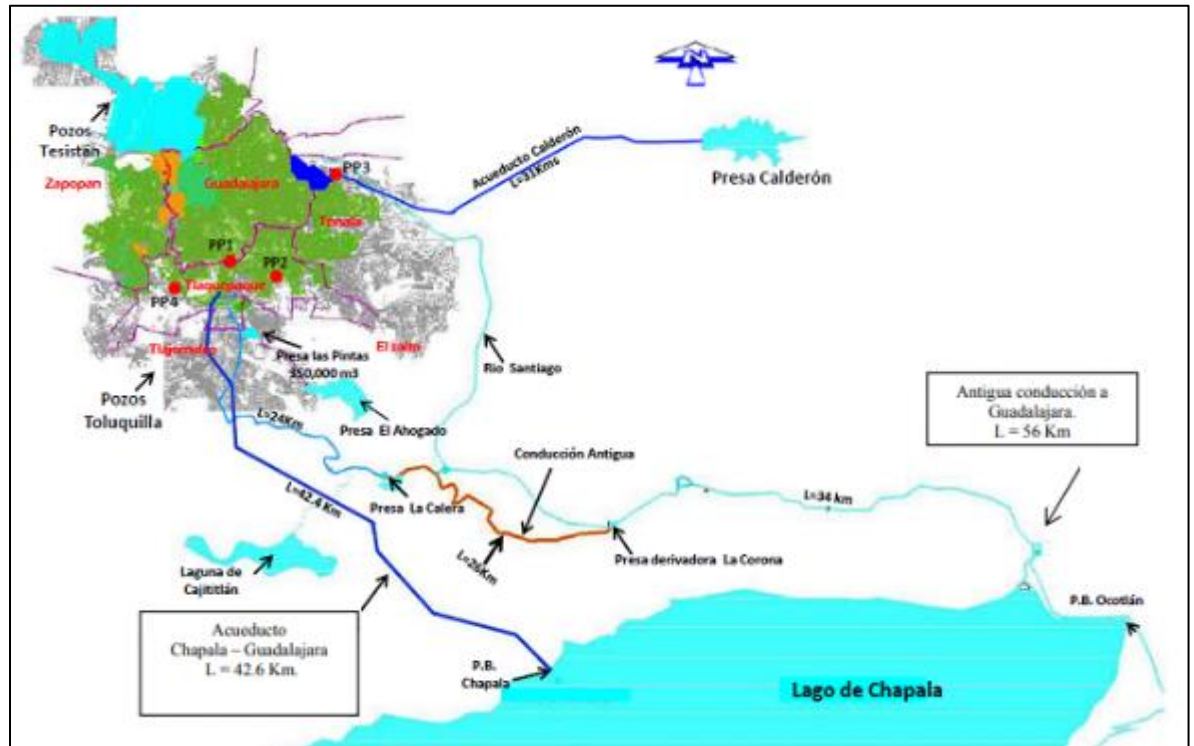 N
Pozos
Tesistán
Zapopan
Guadalajara
PP3
Acueducto Calderón
L=31Kms
Presa Calderón
Tonala
PP1
PP2
Tlaquepaque
PP4
El salto
Presa las Pintas
350,000 m3
Pozos
Toluquilla
Rio Santiago
Presa El Ahogado
L=24Km
Antigua conducción a
Guadalajara.
L = 56 Km
Conducción Antigua
L=42.4 Km
Presa La Calera
L=34 km
L=26Km
Presa derivadora La Corona
Laguna de
Cajititlán
P.B. Ocotlán
Acueducto
Chapala – Guadalajara
L = 42.6 Km.
P.B.
Chapala
Lago de Chapala